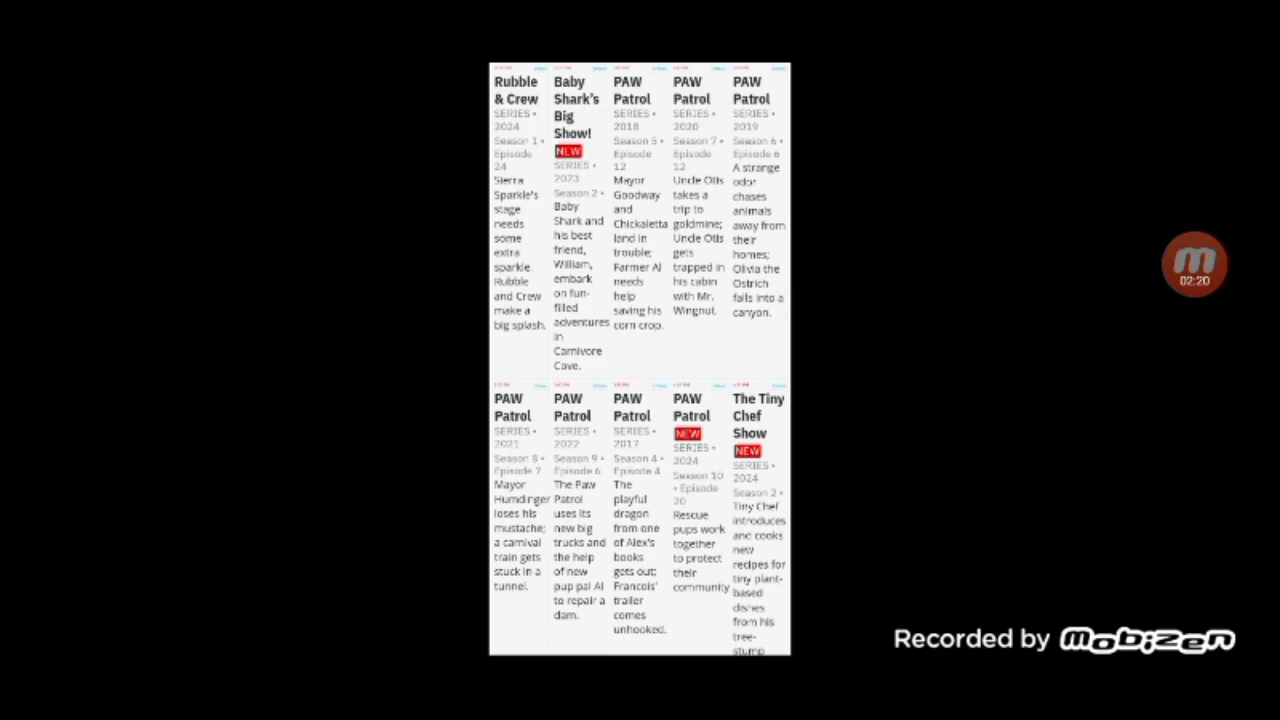 Rubble
& Crew
SERIES •
2024
Season 1 •
Episode
24
Sierra
Sparkle's
stage
needs
some
extra
sparkle.
Rubble
and Crew
make a
big splash.
Baby
Shark's
Big
Show!
NEW
SERIES •
2023
Season 2 •
Baby
Shark and
his best
friend,
William,
embark
on fun-
filled
adventures
in
Carnivore
Cove.
PAW
Patrol
SERIES •
2018
Season 5 •
Episode
12
Mayor
Goodway
and
Chickaletta
land in
trouble;
Farmer Al
needs
help
saving his
corn crop.
PAW
Patrol
SERIES •
2020
Season 7 •
Episode
12
Uncle Otis
takes a
trip to
goldmine;
Uncle Otis
gets
trapped in
his cabin
with Mr.
Wingnut.
PAW
Patrol
SERIES •
2019
Season 6 •
Episode 6
A strange
odor
chases
animals
away from
their
homes;
Olivia the
Ostrich
falls into a
canyon.
PAW
Patrol
SERIES •
2021
Season 8 •
Episode 7
Mayor
Humdinger
loses his
mustache;
a carnival
train gets
stuck in a
tunnel.
PAW
Patrol
SERIES •
2022
Season 9 •
Episode 6
The Paw
Patrol
uses its
new big
trucks and
the help
of new
pup pal Al
to repair a
dam.
PAW
Patrol
SERIES •
2017
Season 4 •
Episode 4
The
playful
dragon
from one
of Alex's
books
gets out;
Francois'
trailer
comes
unhooked.
PAW
Patrol
NEW
SERIES •
2024
Season 10
• Episode
20
Rescue
pups work
together
to protect
their
community
The Tiny
Chef
Show
NEW
SERIES •
2024
Season 2 •
Tiny Chef
introduces
and cooks
new
recipes for
tiny plant-
based
dishes
from his
tree-
stump
02:20
Recorded by mobizen